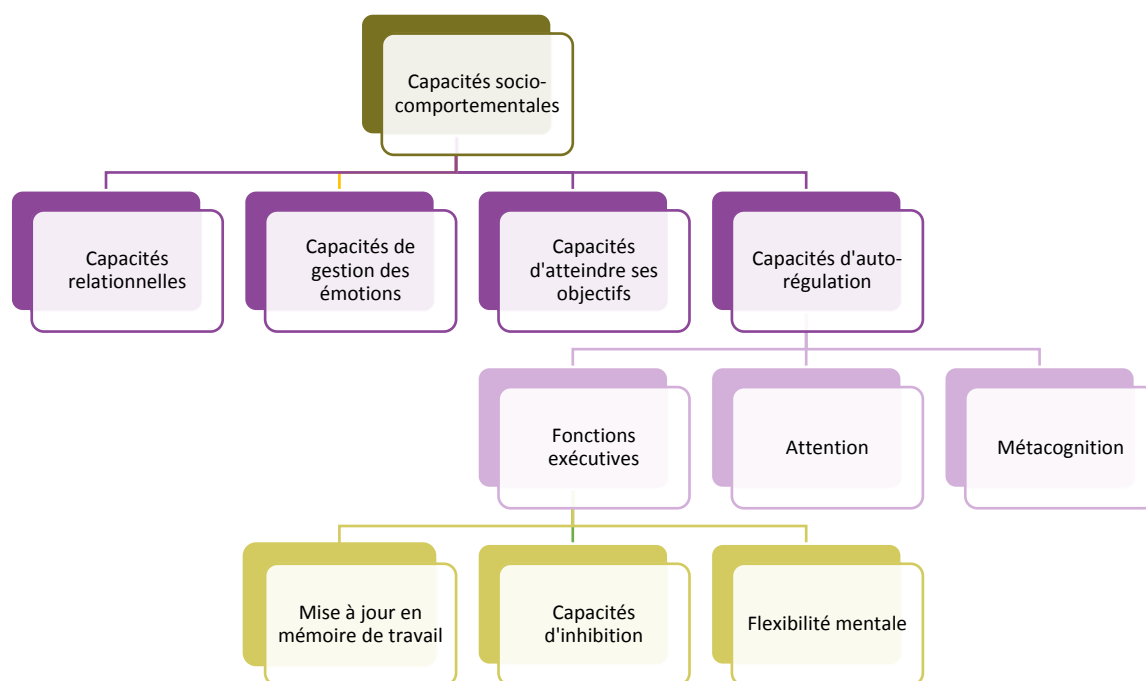 Capacités socio-
comportementales
Capacités
relationnelles
Capacités de
gestion des
émotions
Capacités
d'atteindre ses
objectifs
Capacités d'auto-
régulation
Fonctions
exécutives
Attention
Métacognition
Mise à jour en
mémoire de travail
Capacités
d'inhibition
Flexibilité mentale